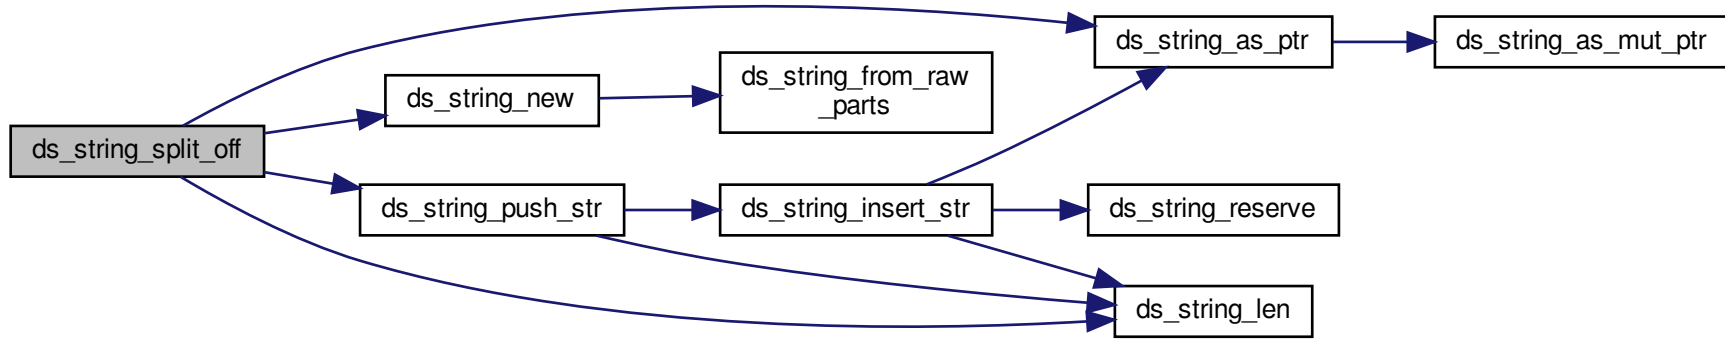 ds_string_split_off
ds_string_new
ds_string_push_str
ds_string_from_raw
_parts
ds_string_insert_str
ds_string_as_ptr
ds_string_reserve
ds_string_len
ds_string_as_mut_ptr